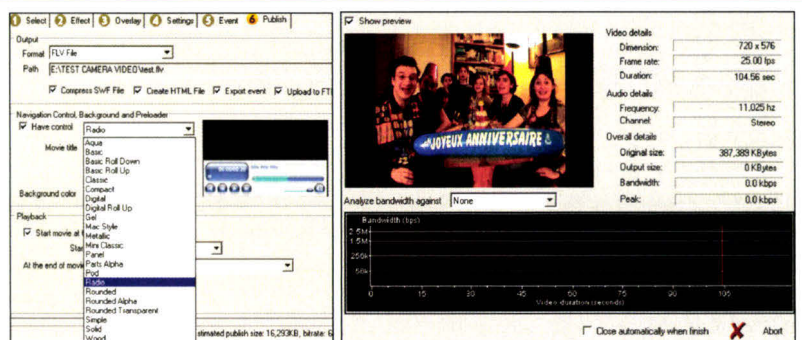 1 Select 2 Effect 3 Overlay 4 Settings 5 Event 6 Publish
Output
Format FLV File
Path E:\TEST CAMERA VIDEO\test.flv
Compress SWF File Create HTML File Export event Upload to FT
Navigation Control, Background and Preloader
Have control Radio
Movie title
Background color
Aqua
Basic
Basic Roll Down
Basic Roll Up
Classic
Compact
Digital
Digital Roll Up
Gel
Mac Style
Metallic
Mini Classic
Panel
Parts Alpha
Pod
Radio
Rounded
Rounded Alpha
Rounded Transparent
Simple
Solid
Wood
Playback
Start movie at
Star
At the end of movie
stimated publish size: 16,293KB, bitrate: 6
Show preview
JOYEUX ANNIVERSAIRE
Video details
Dimension: 720 x 576
Frame rate: 25.00 fps
Duration: 104.56 sec
Audio details
Frequency: 11,025 hz
Channel: Stereo
Overall details
Original size: 387,389 KBytes
Output size: 0 KBytes
Bandwidth: 0.0 kbps
Peak: 0.0 kbps
Analyze bandwidth against None
Bandwidth (bps)
2.5M
1.5M
256k
56k
0 15 30 45 60 75 90 105
Video duration (seconds)
Close automatically when finish Abort